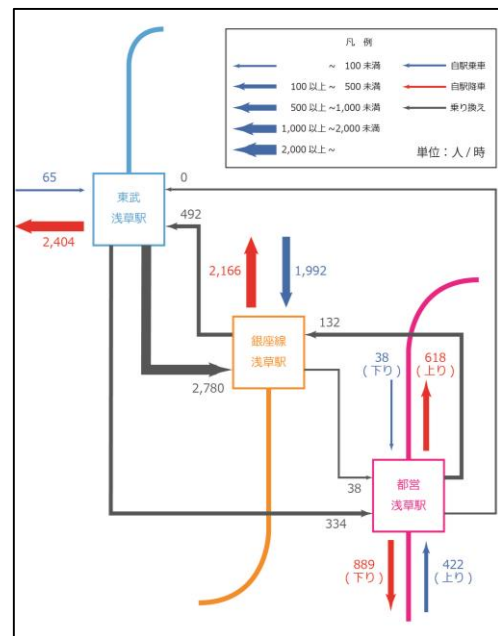 凡 例
～ 100 未満
100 以上～ 500 未満
500 以上～1,000 未満
1,000 以上～2,000 未満
2,000 以上～
自駅乗車
自駅降車
乗り換え
単位：人/時
65
0
東武
浅草駅
2,404
492
2,166
1,992
132
銀座線
浅草駅
2,780
38
(下り)
618
(上り)
38
都営
浅草駅
334
889
(下り)
422
(上り)